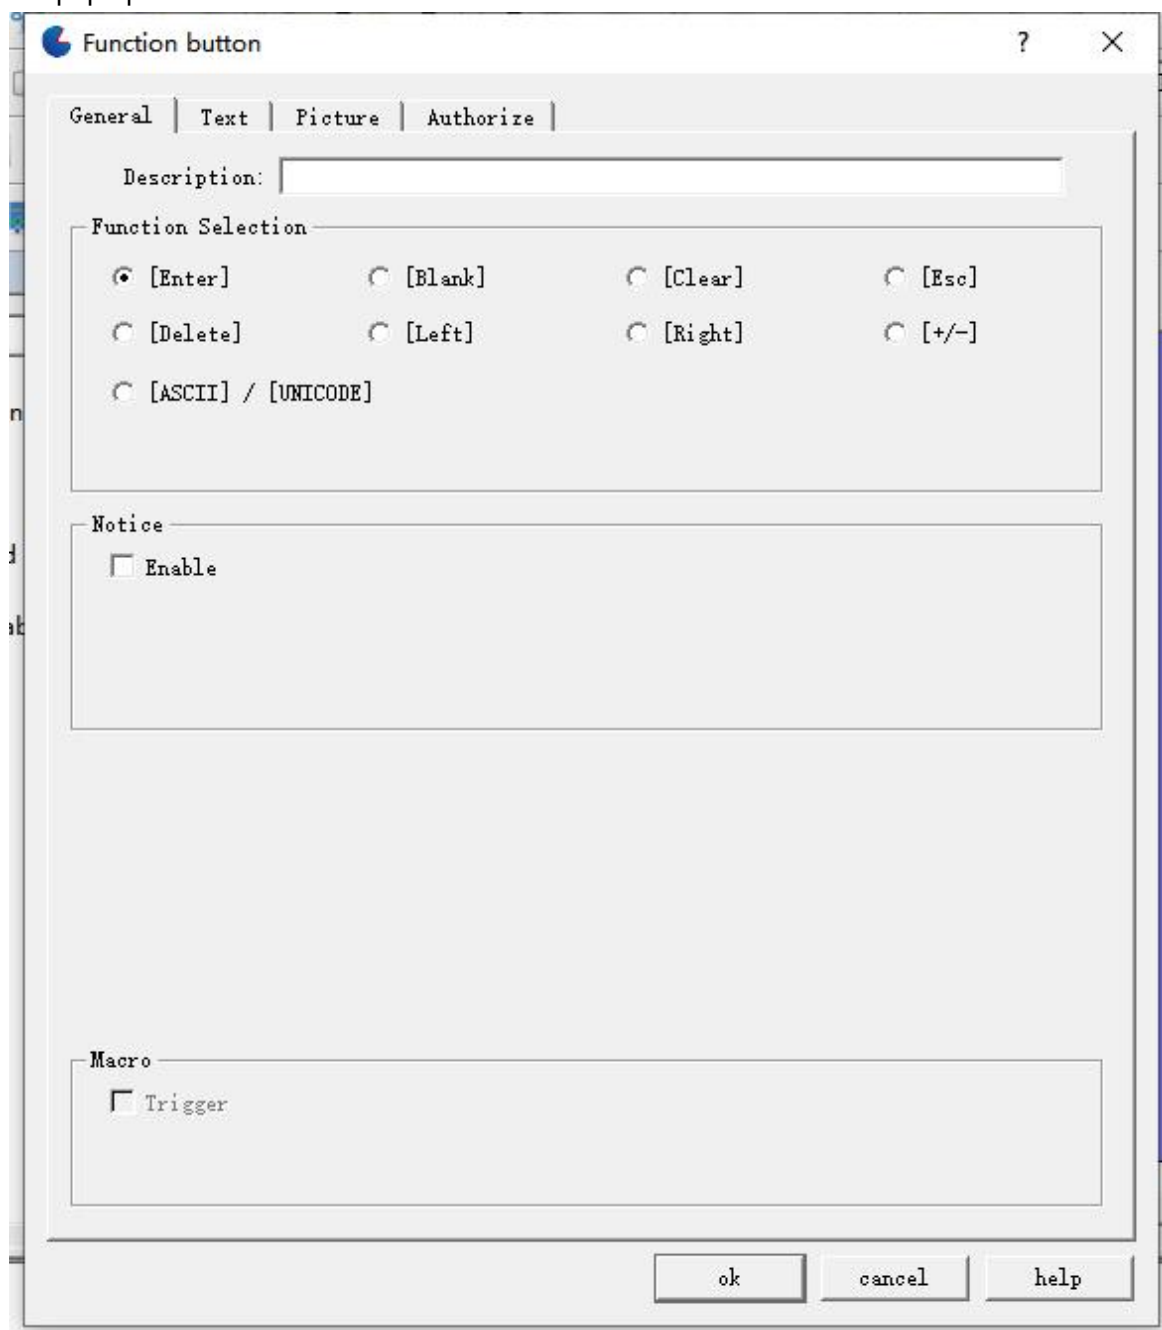 Function button ?
General Text Picture Authorize
Description:
Function Selection
[Enter] [Blank] [Clear] [Esc]
[Delete] [Left] [Right] [+/-]
[ASCII] / [UNICODE]
Notice
Enable
Macro
Trigger
ok cancel help